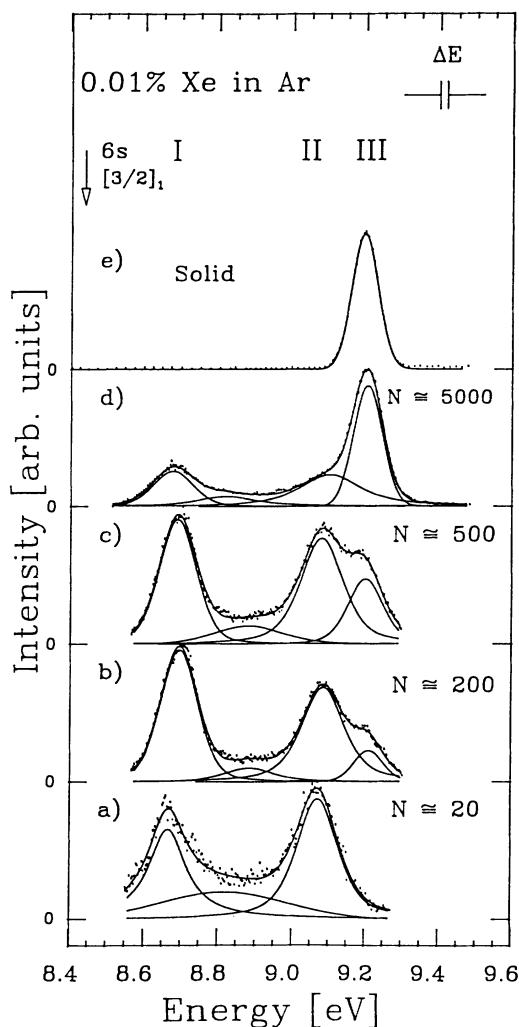 ΔE
0.01% Xe in Ar
6s
[3/2]₁
I II III
e)
Solid
0
d)
N ≅ 5000
0
c)
N ≅ 500
0
b)
N ≅ 200
0
a)
N ≅ 20
0
Intensity [arb. units]
8.4 8.6 8.8 9.0 9.2 9.4 9.6
Energy [eV]